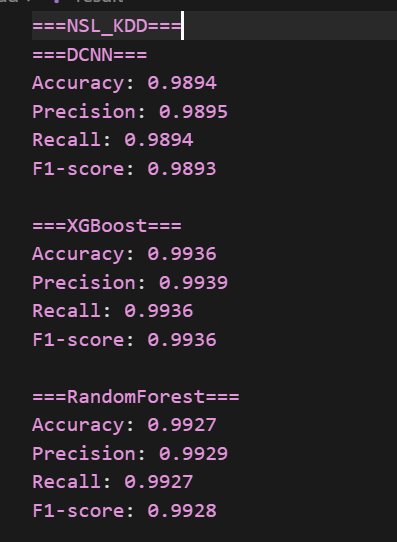 ===NSL_KDD===
===DCNN===
Accuracy: 0.9894
Precision: 0.9895
Recall: 0.9894
F1-score: 0.9893
===XGBoost===
Accuracy: 0.9936
Precision: 0.9939
Recall: 0.9936
F1-score: 0.9936
===RandomForest===
Accuracy: 0.9927
Precision: 0.9929
Recall: 0.9927
F1-score: 0.9928